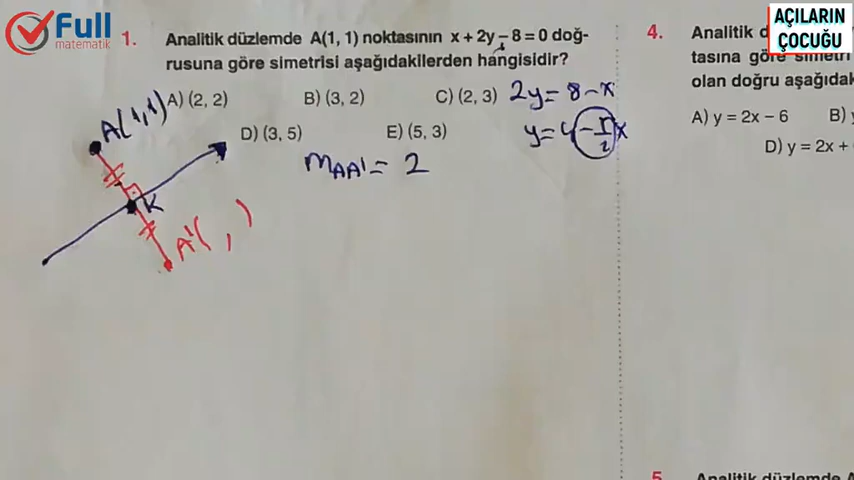 Full
matematik
AÇILARIN
ÇOCUĞU
1. Analitik düzlemde A(1, 1) noktasının x + 2y – 8 = 0 doğ-
rusuna göre simetrisi aşağıdakilerden hangisidir?
A) (2, 2) B) (3, 2) C) (2, 3)
D) (3, 5) E) (5, 3)
2y = 8 - x
y = 4 - 1/2 x
A(1,1)
mAA' = 2
K
A'( , )
4. Analitik d
tasına göre simetri
olan doğru aşağıdak
A) y = 2x – 6 B) y
D) y = 2x +
5. Analitik düzlemde A